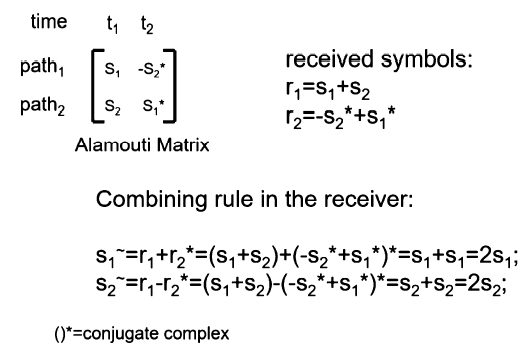 time t₁ t₂
path₁ s₁ -s₂*
path₂ s₂ s₁*
Alamouti Matrix
received symbols:
r₁=s₁+s₂
r₂=-s₂*+s₁*
Combining rule in the receiver:
s₁~=r₁+r₂*=(s₁+s₂)+(-s₂*+s₁*)*=s₁+s₁=2s₁;
s₂~=r₁-r₂*=(s₁+s₂)-(-s₂*+s₁*)*=s₂+s₂=2s₂;
()*=conjugate complex